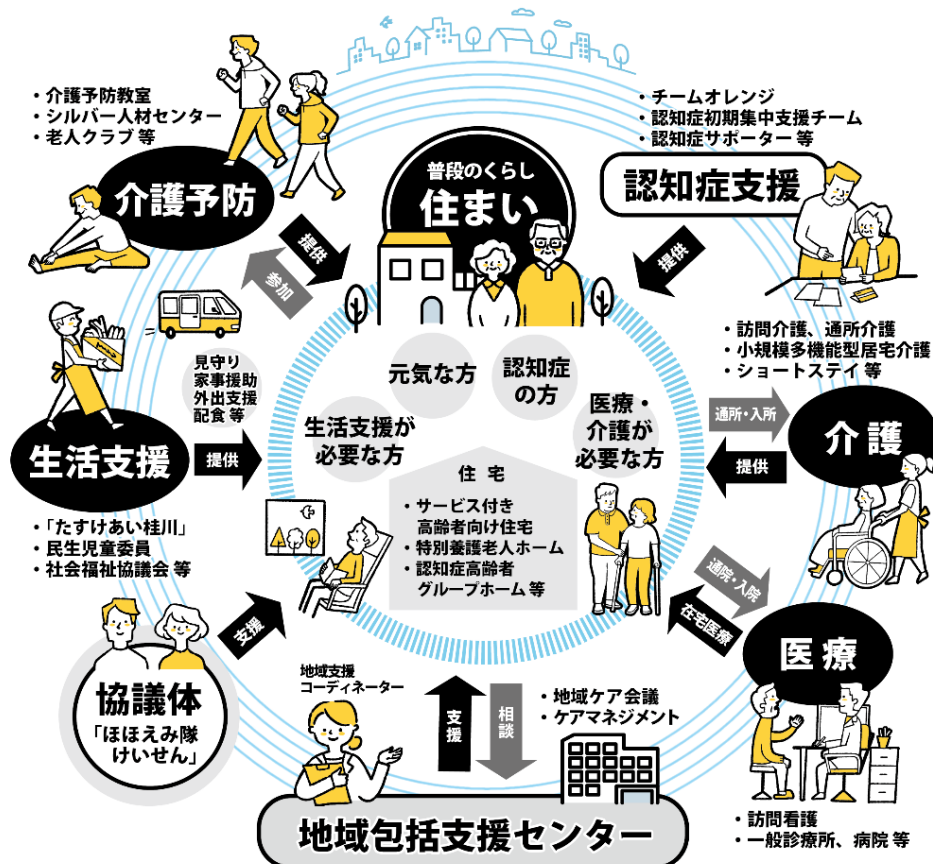 ・介護予防教室
・シルバー人材センター
・老人クラブ 等
介護予防
提供
参加
普段のくらし
住まい
・チームオレンジ
・認知症初期集中支援チーム
・認知症サポーター 等
認知症支援
提供
見守り
家事援助
外出支援
配食 等
生活支援
提供
・「たすけあい桂川」
・民生児童委員
・社会福祉協議会 等
元気な方
認知症
の方
生活支援が
必要な方
医療・
介護が
必要な方
住宅
・サービス付き
高齢者向け住宅
・特別養護老人ホーム
・認知症高齢者
グループホーム 等
・訪問介護、通所介護
・小規模多機能型居宅介護
・ショートステイ 等
通所・入所
介護
提供
通院・入院
在宅医療
医療
・訪問看護
・一般診療所、病院 等
支援
協議体
「ほほえみ隊
けいせん」
地域支援
コーディネーター
支援
相談
・地域ケア会議
・ケアマネジメント
地域包括支援センター